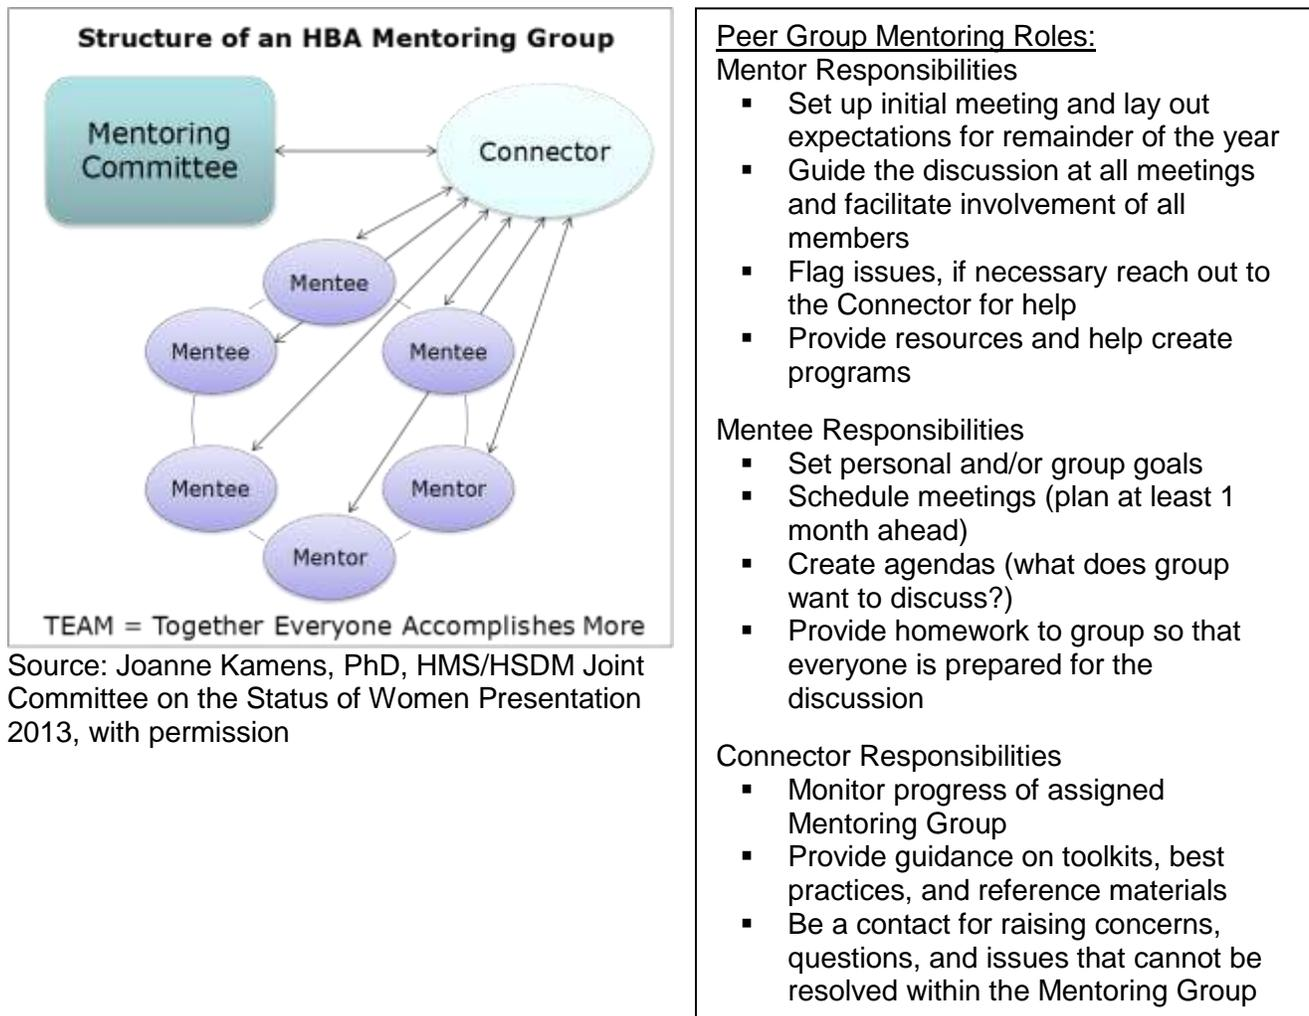 Structure of an HBA Mentoring Group
Mentoring
Committee
Connector
Mentee
Mentee
Mentee
Mentee
Mentor
Mentor
TEAM = Together Everyone Accomplishes More
Source: Joanne Kamens, PhD, HMS/HSDM Joint
Committee on the Status of Women Presentation
2013, with permission
Peer Group Mentoring Roles:
Mentor Responsibilities
▪ Set up initial meeting and lay out
expectations for remainder of the year
▪ Guide the discussion at all meetings
and facilitate involvement of all
members
▪ Flag issues, if necessary reach out to
the Connector for help
▪ Provide resources and help create
programs
Mentee Responsibilities
▪ Set personal and/or group goals
▪ Schedule meetings (plan at least 1
month ahead)
▪ Create agendas (what does group
want to discuss?)
▪ Provide homework to group so that
everyone is prepared for the
discussion
Connector Responsibilities
▪ Monitor progress of assigned
Mentoring Group
▪ Provide guidance on toolkits, best
practices, and reference materials
▪ Be a contact for raising concerns,
questions, and issues that cannot be
resolved within the Mentoring Group